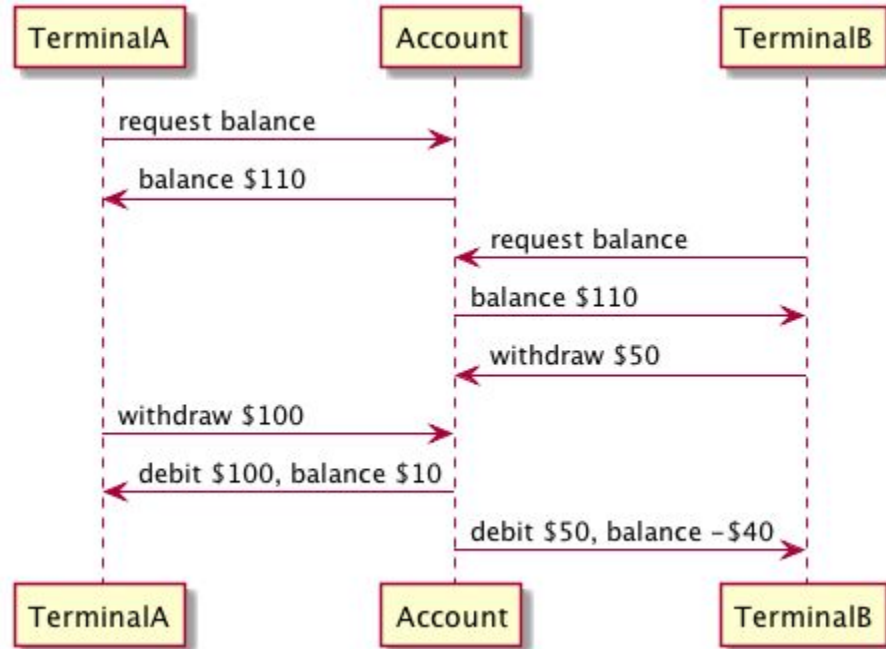 TerminalA Account TerminalB
request balance
balance $110
request balance
balance $110
withdraw $50
withdraw $100
debit $100, balance $10
debit $50, balance -$40
TerminalA Account TerminalB